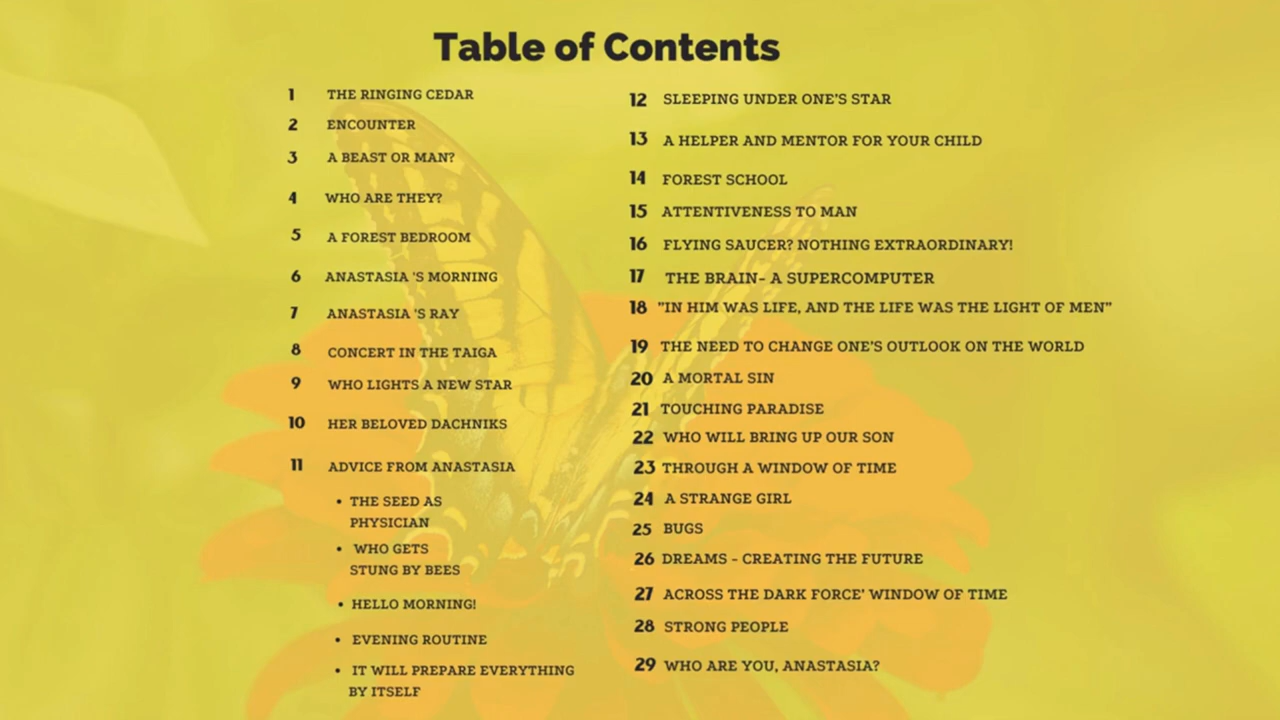 Table of Contents
1 THE RINGING CEDAR
2 ENCOUNTER
3 A BEAST OR MAN?
4 WHO ARE THEY?
5 A FOREST BEDROOM
6 ANASTASIA 'S MORNING
7 ANASTASIA 'S RAY
8 CONCERT IN THE TAIGA
9 WHO LIGHTS A NEW STAR
10 HER BELOVED DACHNIKS
11 ADVICE FROM ANASTASIA
• THE SEED AS
PHYSICIAN
• WHO GETS
STUNG BY BEES
• HELLO MORNING!
• EVENING ROUTINE
• IT WILL PREPARE EVERYTHING
BY ITSELF
12 SLEEPING UNDER ONE'S STAR
13 A HELPER AND MENTOR FOR YOUR CHILD
14 FOREST SCHOOL
15 ATTENTIVENESS TO MAN
16 FLYING SAUCER? NOTHING EXTRAORDINARY!
17 THE BRAIN- A SUPERCOMPUTER
18 "IN HIM WAS LIFE, AND THE LIFE WAS THE LIGHT OF MEN"
19 THE NEED TO CHANGE ONE'S OUTLOOK ON THE WORLD
20 A MORTAL SIN
21 TOUCHING PARADISE
22 WHO WILL BRING UP OUR SON
23 THROUGH A WINDOW OF TIME
24 A STRANGE GIRL
25 BUGS
26 DREAMS - CREATING THE FUTURE
27 ACROSS THE DARK FORCE' WINDOW OF TIME
28 STRONG PEOPLE
29 WHO ARE YOU, ANASTASIA?